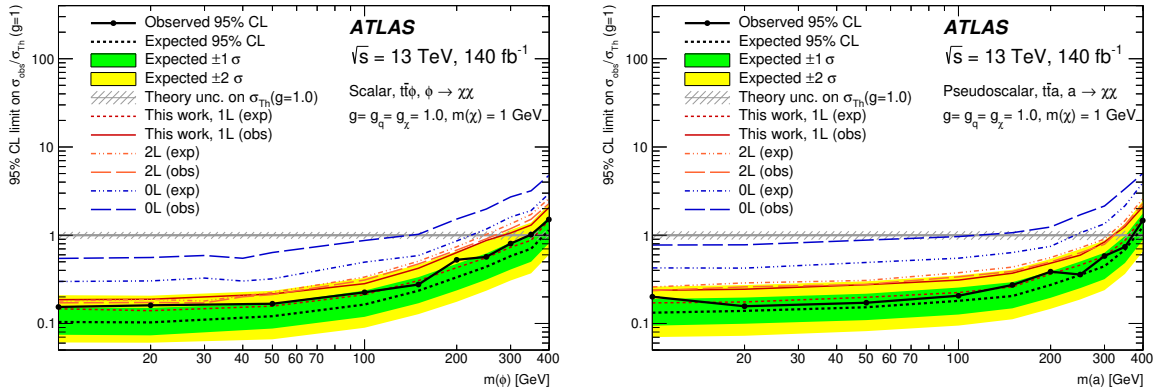 95% CL limit on σobs/σTh (g=1)
Observed 95% CL
Expected 95% CL
Expected ±1 σ
Expected ±2 σ
Theory unc. on σTh(g=1.0)
This work, 1L (exp)
This work, 1L (obs)
2L (exp)
2L (obs)
0L (exp)
0L (obs)
ATLAS
√s = 13 TeV, 140 fb-1
Scalar, tt̄ϕ, ϕ → χχ
g= gq= gχ = 1.0, m(χ) = 1 GeV
100
10
1
0.1
20 30 40 50 60 70 100 200 300 400
m(ϕ) [GeV]
95% CL limit on σobs/σTh (g=1)
Observed 95% CL
Expected 95% CL
Expected ±1 σ
Expected ±2 σ
Theory unc. on σTh(g=1.0)
This work, 1L (exp)
This work, 1L (obs)
2L (exp)
2L (obs)
0L (exp)
0L (obs)
ATLAS
√s = 13 TeV, 140 fb-1
Pseudoscalar, tt̄a, a → χχ
g= gq= gχ = 1.0, m(χ) = 1 GeV
100
10
1
0.1
20 30 40 50 60 70 100 200 300 400
m(a) [GeV]